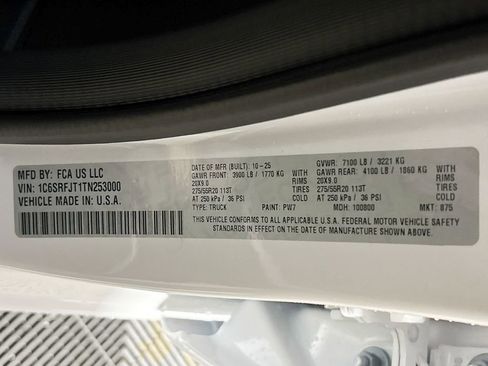 MFD BY: FCA US LLC
VIN: 1C6SRFJT1TN253000
VEHICLE MADE IN: U.S.A.
DATE OF MFR (BUILT): 10-25 GVWR: 7100 LB / 3221 KG
GAWR FRONT: 3900 LB / 1770 KG WITH GAWR REAR: 4100 LB / 1860 KG WITH
20X9.0 RIMS 20X9.0 RIMS
275/55R20 113T TIRES 275/55R20 113T TIRES
AT 250 kPa / 36 PSI COLD AT 250 kPa / 36 PSI COLD
TYPE: TRUCK PAINT: PW7 MDH: 100800 MKT: 875
THIS VEHICLE CONFORMS TO ALL APPLICABLE U.S.A. FEDERAL MOTOR VEHICLE SAFETY
STANDARDS IN EFFECT ON THE DATE OF MANUFACTURE SHOWN ABOVE.